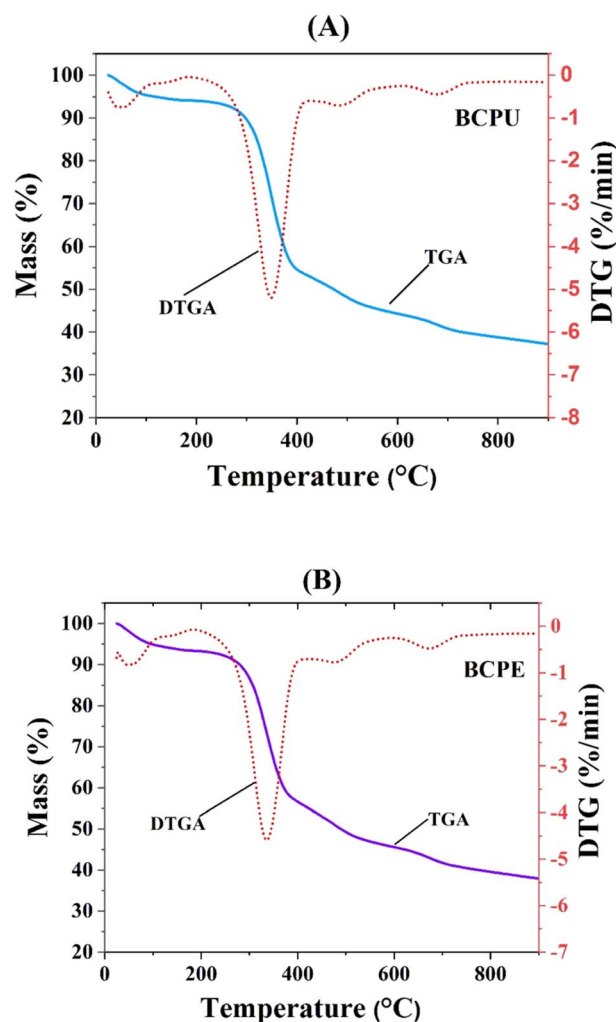 (A)
100
90
80
70
60
50
40
30
20
Mass (%)
0
-1
-2
-3
-4
-5
-6
-7
-8
DTG (%/min)
BCPU
TGA
DTGA
0 200 400 600 800
Temperature (°C)
(B)
100
90
80
70
60
50
40
30
20
Mass (%)
0
-1
-2
-3
-4
-5
-6
-7
DTG (%/min)
BCPE
DTGA
TGA
0 200 400 600 800
Temperature (°C)